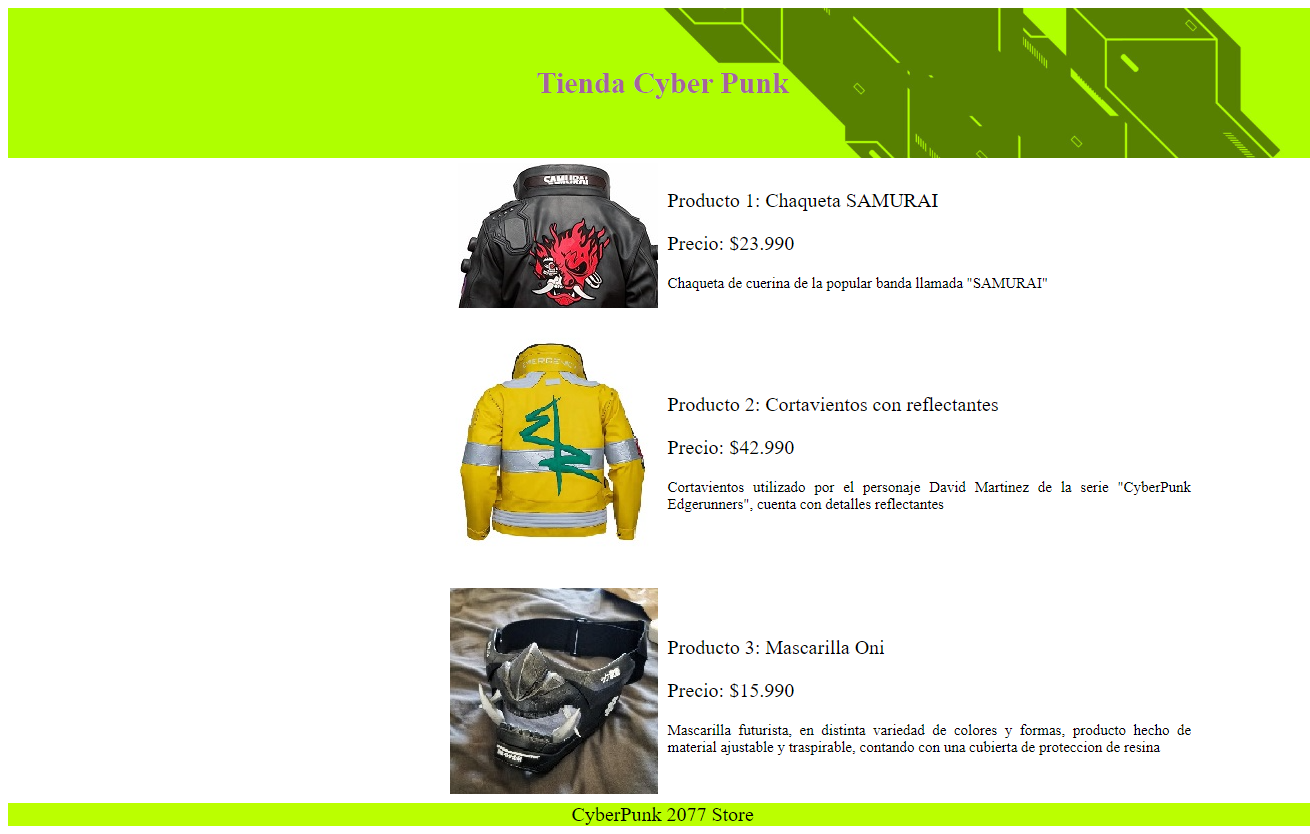 Tienda Cyber Punk
SAMURAI
Producto 1: Chaqueta SAMURAI
Precio: $23.990
Chaqueta de cuerina de la popular banda llamada "SAMURAI"
Producto 2: Cortavientos con reflectantes
Precio: $42.990
Cortavientos utilizado por el personaje David Martinez de la serie "CyberPunk
Edgerunners", cuenta con detalles reflectantes
Producto 3: Mascarilla Oni
Precio: $15.990
Mascarilla futurista, en distinta variedad de colores y formas, producto hecho de
material ajustable y traspirable, contando con una cubierta de proteccion de resina
CyberPunk 2077 Store